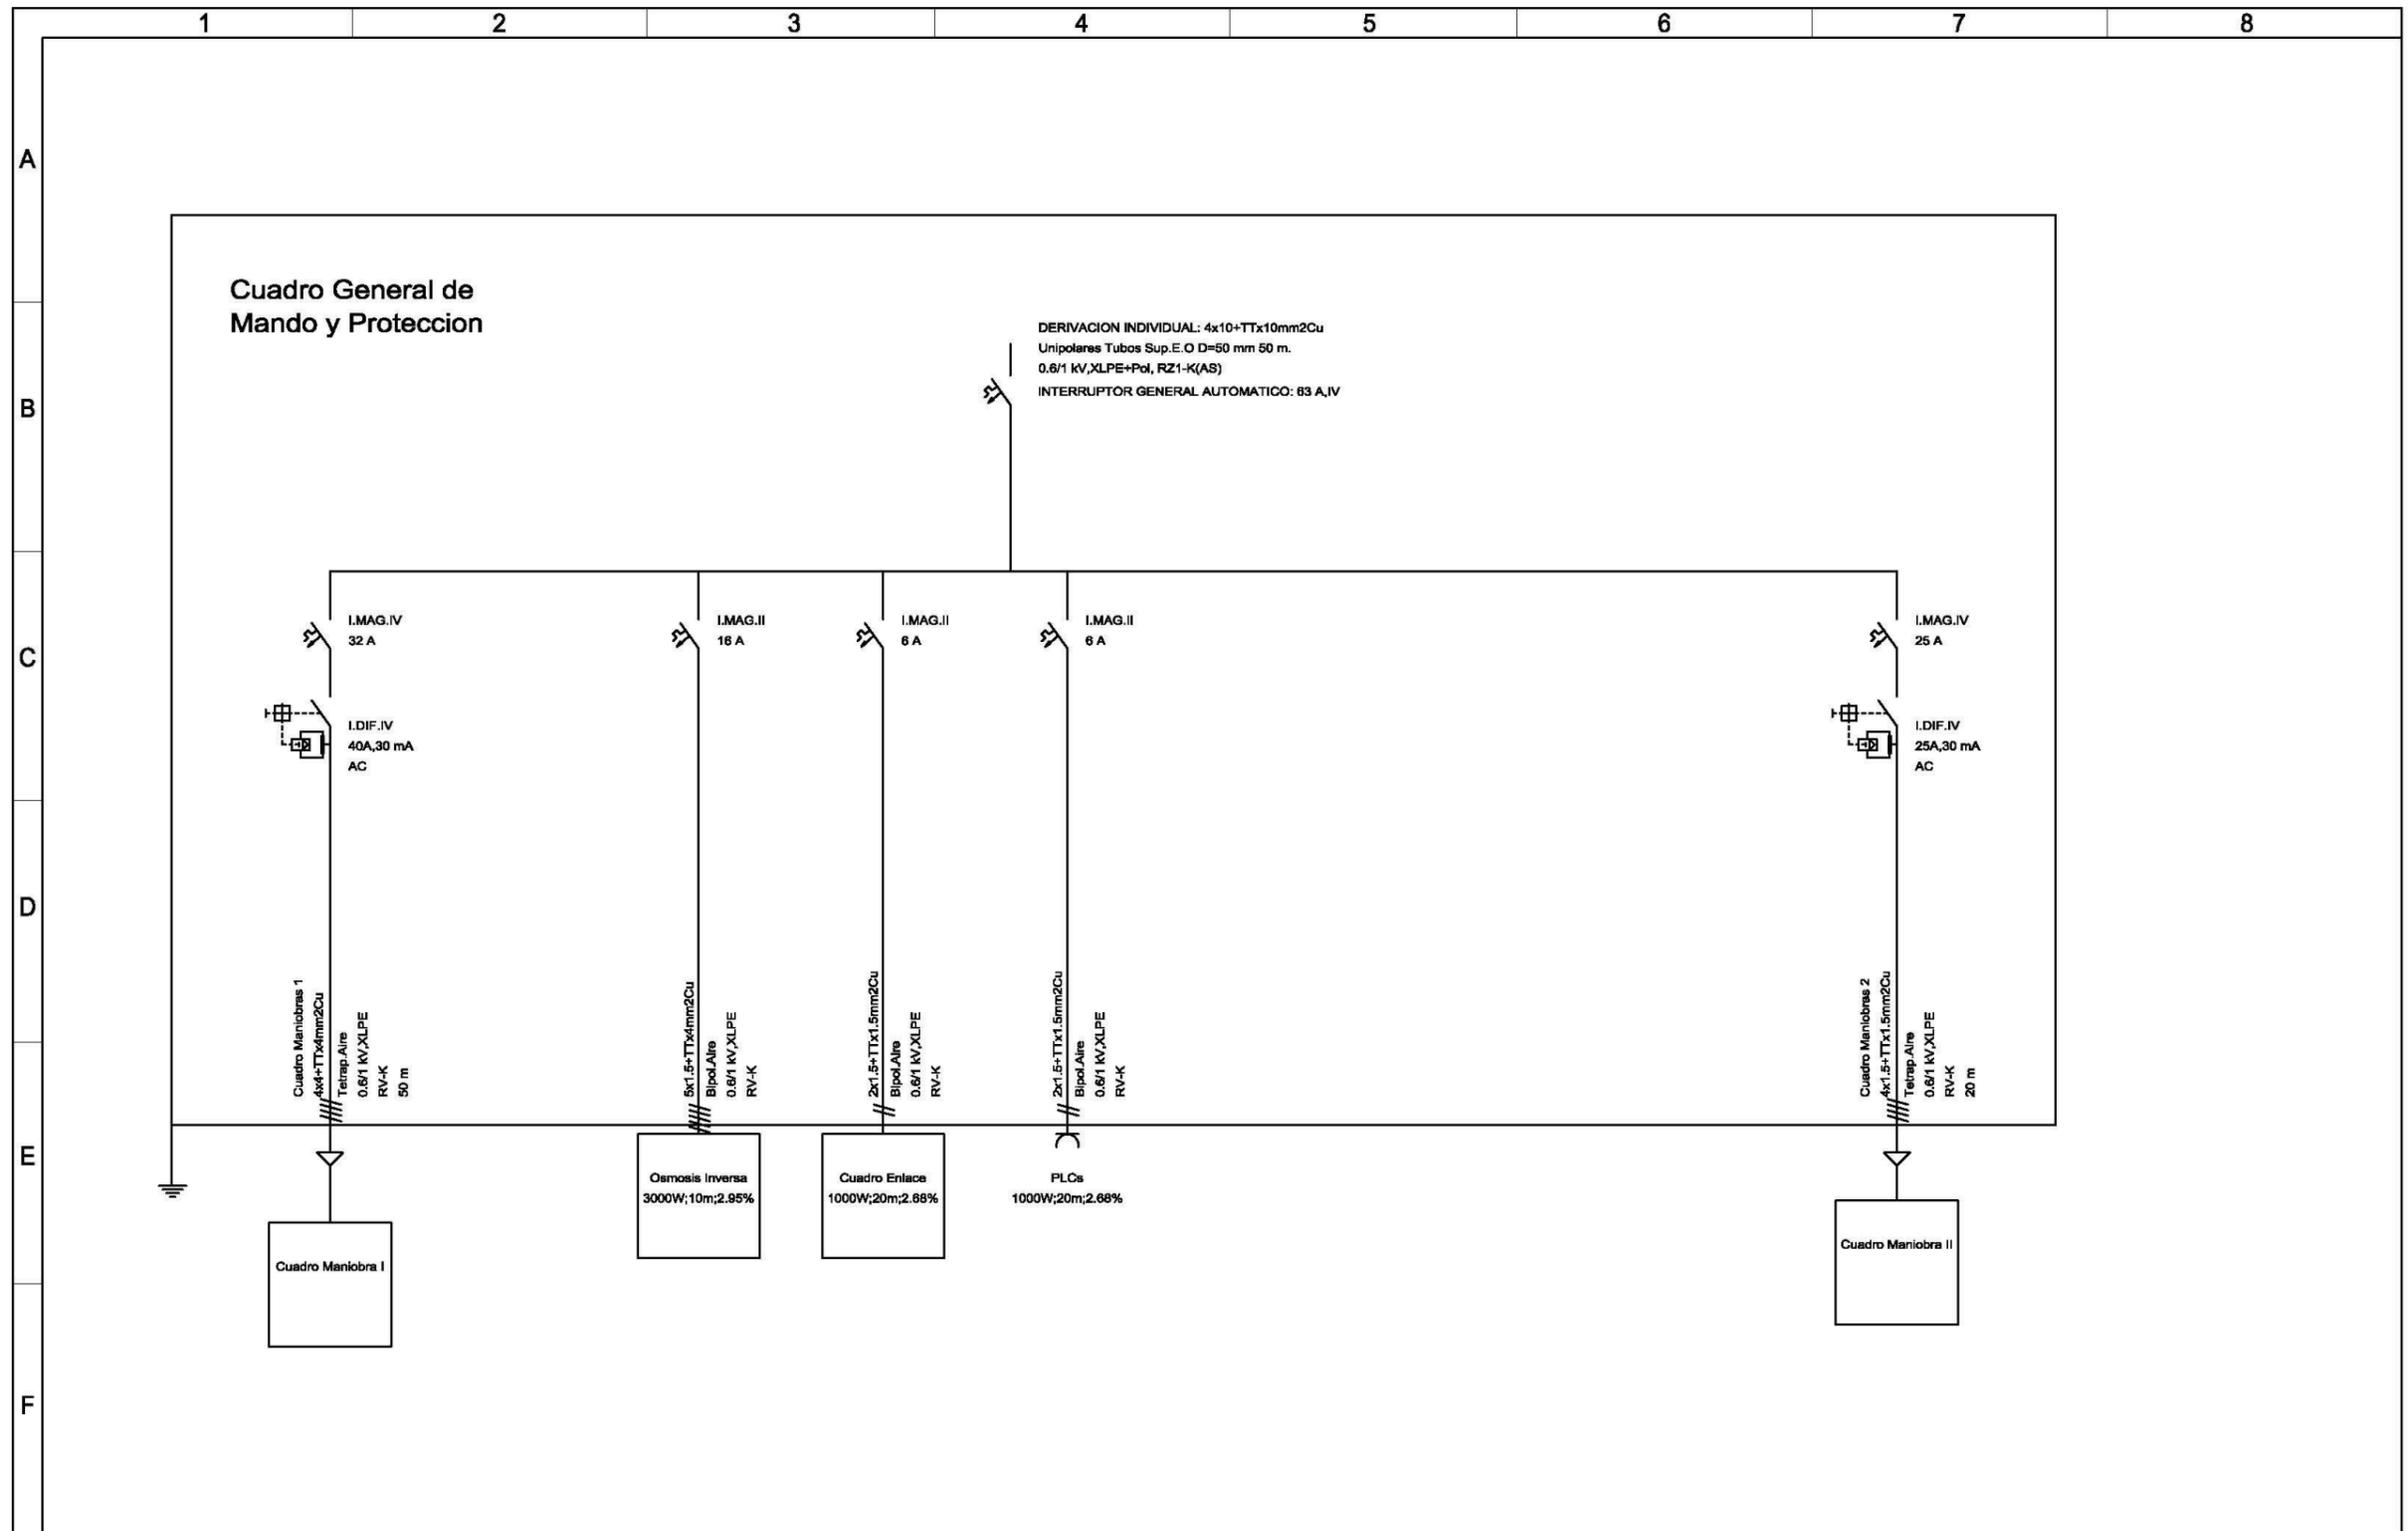 1 2 3 4 5 6 7 8
A
B
C
D
E
F
Cuadro General de
Mando y Proteccion
DERIVACION INDIVIDUAL: 4x10+TTx10mm2Cu
Unipolares Tubos Sup.E.O D=50 mm 50 m.
0.6/1 kV,XLPE+Pol, RZ1-K(AS)
INTERRUPTOR GENERAL AUTOMATICO: 63 A,IV
I.MAG.IV
32 A
I.DIF.IV
40A,30 mA
AC
Cuadro Maniobras 1
4x4+TTx4mm2Cu
Tetrap.Aire
0.6/1 kV,XLPE
RV-K
50 m
Cuadro Maniobra I
I.MAG.II
16 A
5x1.5+TTx4mm2Cu
Bipol.Aire
0.6/1 kV,XLPE
RV-K
Osmosis Inversa
3000W;10m;2.95%
I.MAG.II
6 A
2x1.5+TTx1.5mm2Cu
Bipol.Aire
0.6/1 kV,XLPE
RV-K
Cuadro Enlace
1000W;20m;2.68%
I.MAG.II
6 A
2x1.5+TTx1.5mm2Cu
Bipol.Aire
0.6/1 kV,XLPE
RV-K
PLCs
1000W;20m;2.68%
I.MAG.IV
25 A
I.DIF.IV
25A,30 mA
AC
Cuadro Maniobras 2
4x1.5+TTx1.5mm2Cu
Tetrap.Aire
0.6/1 kV,XLPE
RV-K
20 m
Cuadro Maniobra II